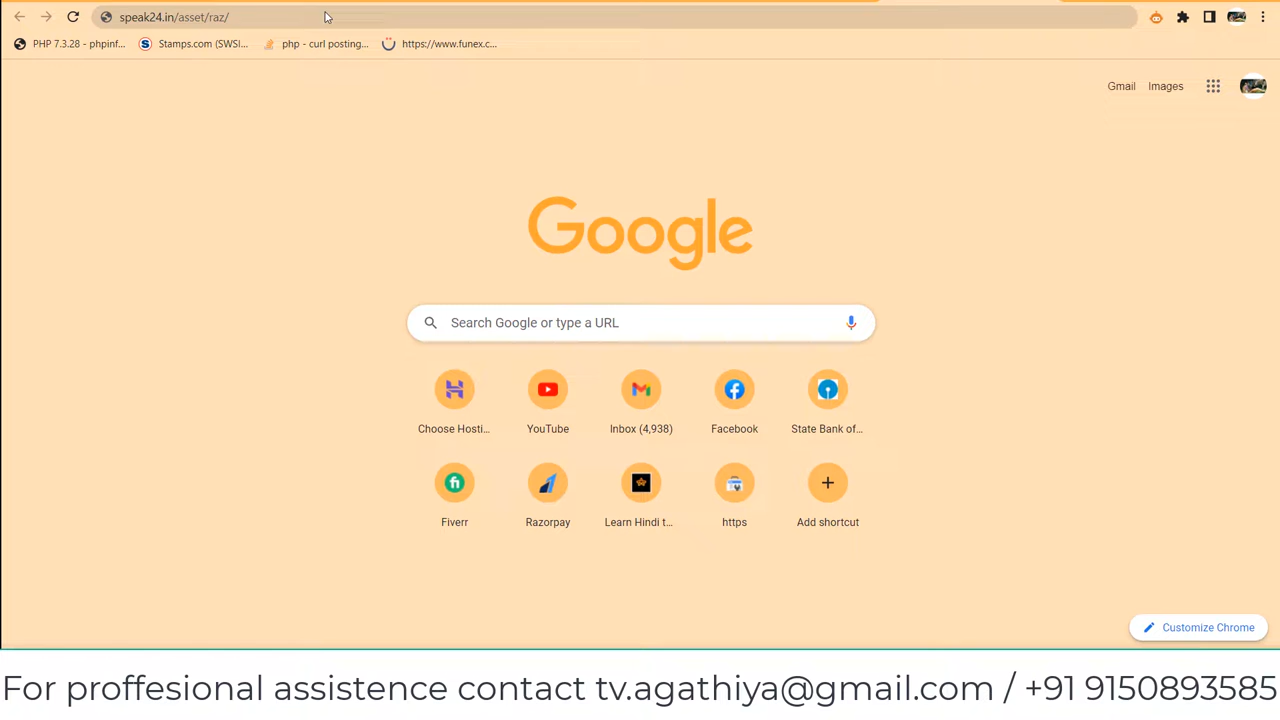 speak24.in/asset/raz/
PHP 7.3.28 - phpinf... Stamps.com (SWSI... php - curl posting... https://www.funex.c...
Gmail Images
Google
Search Google or type a URL
Choose Hosti... YouTube Inbox (4,938) Facebook State Bank of...
Fiverr Razorpay Learn Hindi t... https Add shortcut
Customize Chrome
For proffesional assistence contact tv.agathiya@gmail.com / +91 9150893585